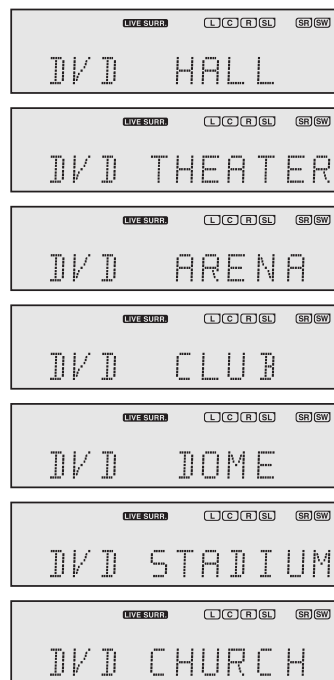 LIVE SURR. L C R SL SR SW
DVD HALL
LIVE SURR. L C R SL SR SW
DVD THEATER
LIVE SURR. L C R SL SR SW
DVD ARENA
LIVE SURR. L C R SL SR SW
DVD CLUB
LIVE SURR. L C R SL SR SW
DVD DOME
LIVE SURR. L C R SL SR SW
DVD STADIUM
LIVE SURR. L C R SL SR SW
DVD CHURCH